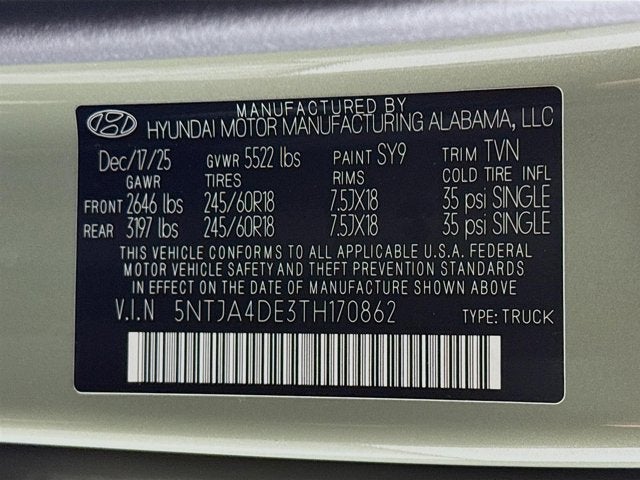 MANUFACTURED BY
HYUNDAI MOTOR MANUFACTURING ALABAMA, LLC
Dec/17/25 GVWR 5522 lbs PAINT SY9 TRIM TVN
GAWR TIRES RIMS COLD TIRE INFL
FRONT 2646 lbs 245/60R18 7.5JX18 35 psi SINGLE
REAR 3197 lbs 245/60R18 7.5JX18 35 psi SINGLE
THIS VEHICLE CONFORMS TO ALL APPLICABLE U.S.A. FEDERAL
MOTOR VEHICLE SAFETY AND THEFT PREVENTION STANDARDS
IN EFFECT ON THE DATE OF MANUFACTURE SHOWN ABOVE.
V.I.N 5NTJA4DE3TH170862 TYPE: TRUCK